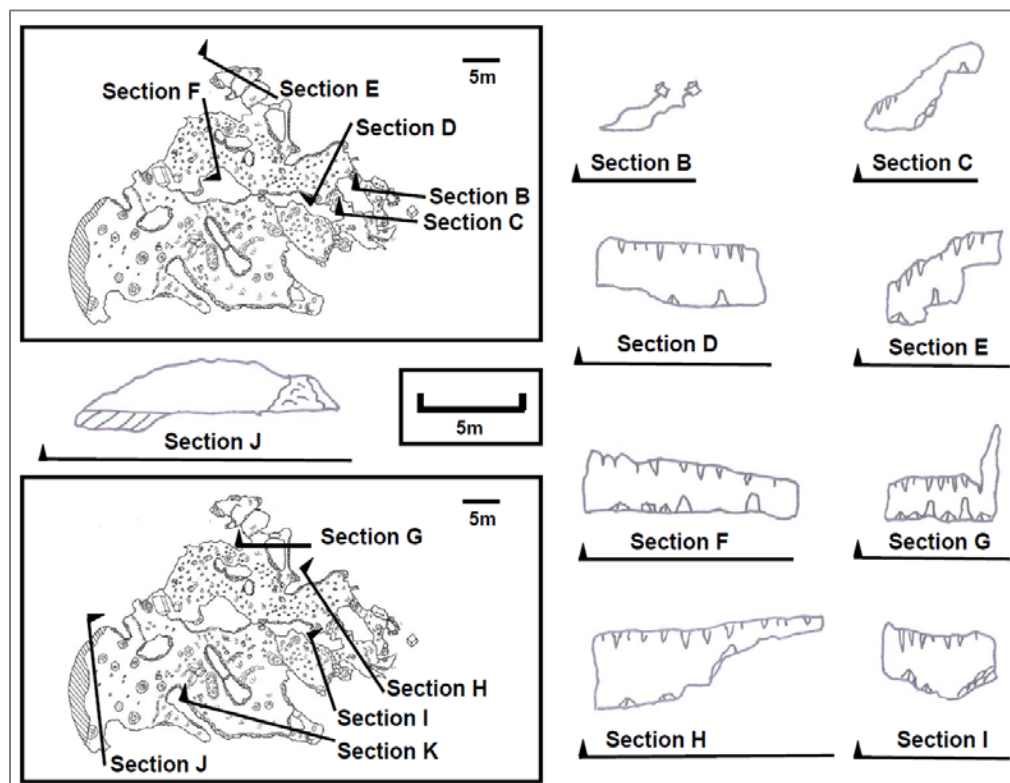 5m
Section F
Section E
Section D
Section B
Section C
Section B
Section C
Section D
Section E
Section J
5m
5m
Section G
Section H
Section I
Section K
Section J
Section F
Section G
Section H
Section I